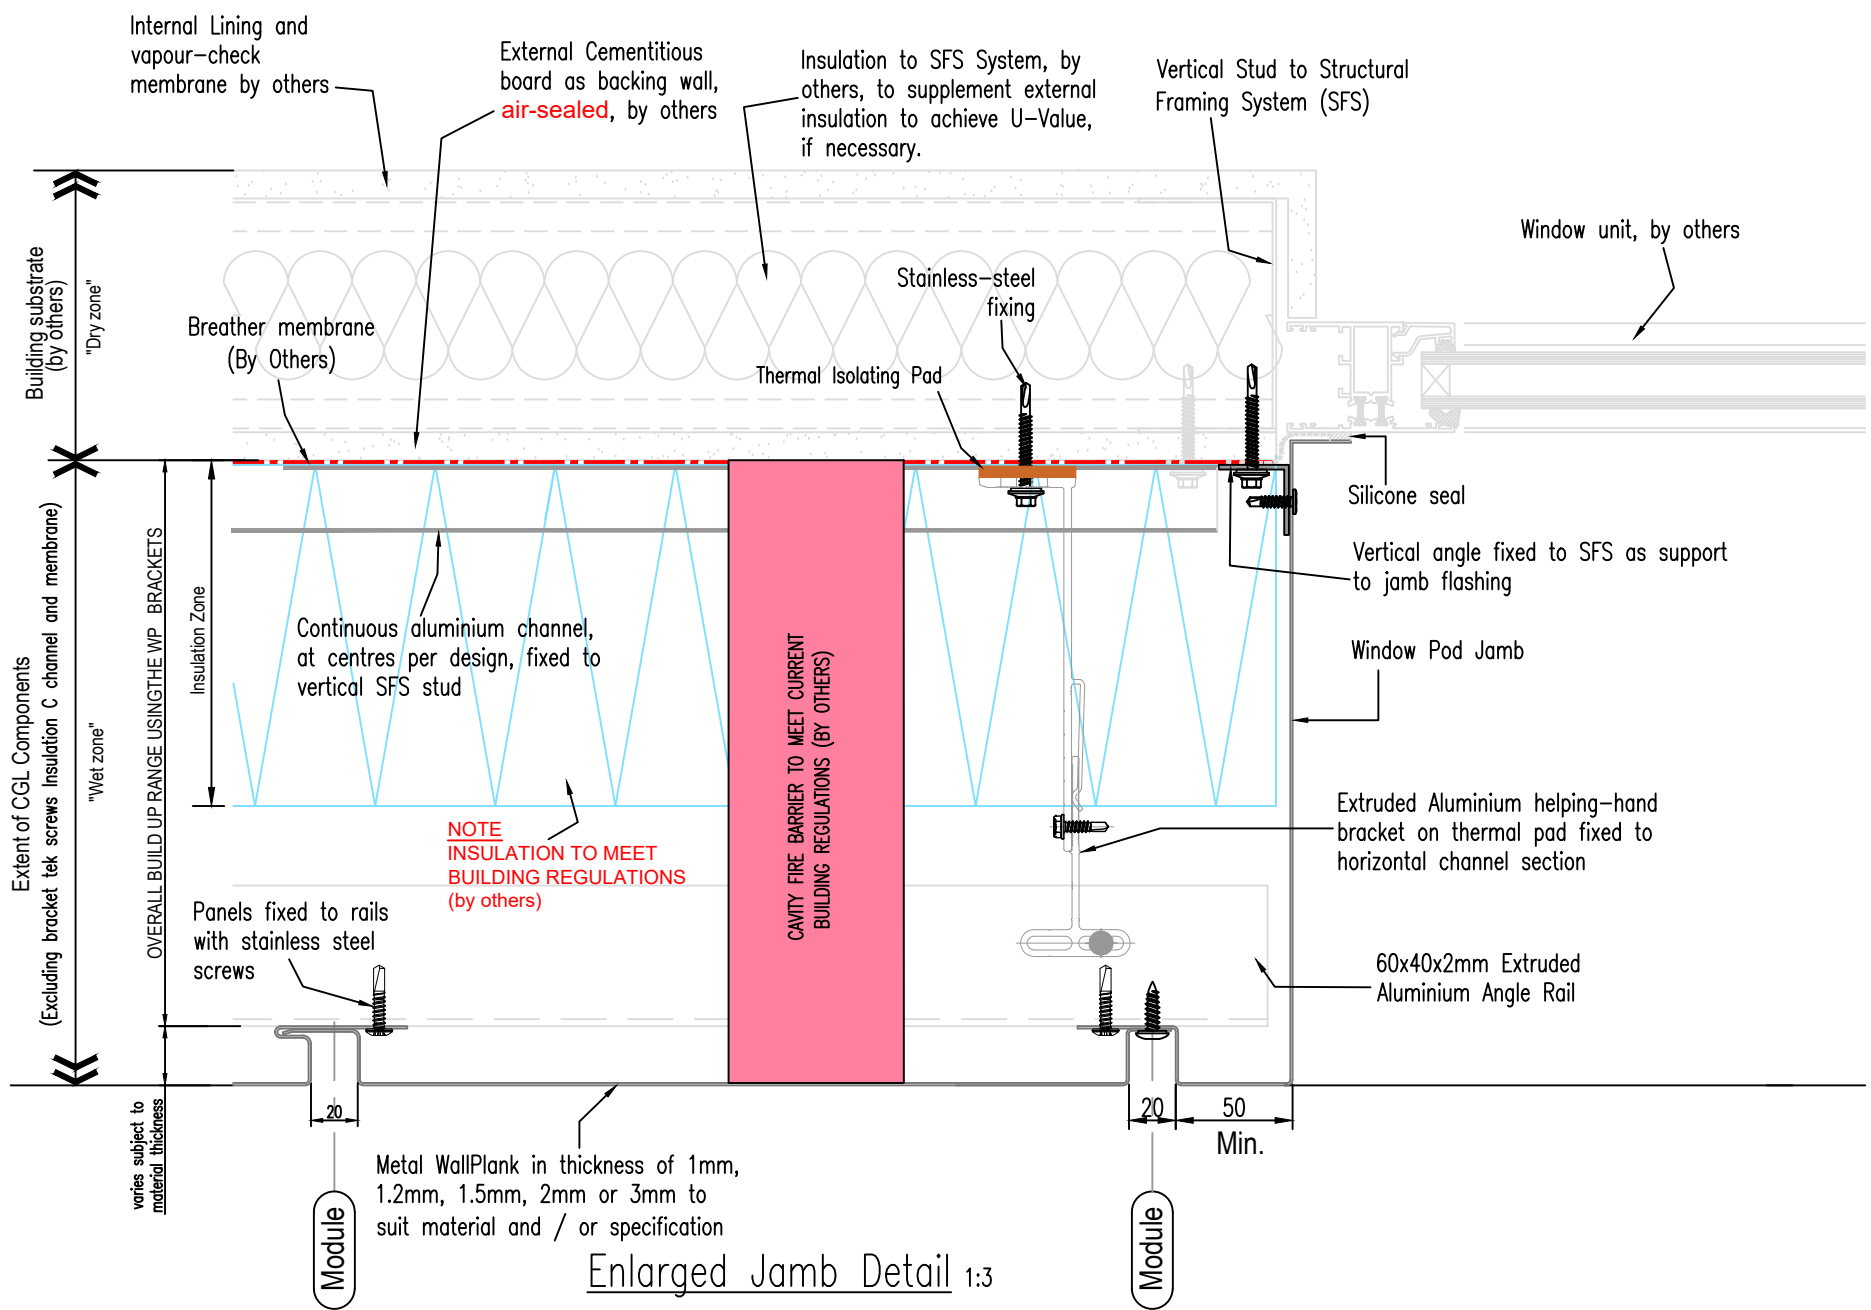 Internal Lining and
vapour-check
membrane by others
External Cementitious
board as backing wall,
air-sealed, by others
Insulation to SFS System, by
others, to supplement external
insulation to achieve U-Value,
if necessary.
Vertical Stud to Structural
Framing System (SFS)
Window unit, by others
Building substrate
(by others)
"Dry zone"
Breather membrane
(By Others)
Stainless-steel
fixing
Thermal Isolating Pad
Silicone seal
Vertical angle fixed to SFS as support
to jamb flashing
Window Pod Jamb
Extent of CGL Components
(Excluding bracket tek screws Insulation C channel and membrane)
"Wet zone"
OVERALL BUILD UP RANGE USINGTHE WP BRACKETS
Insulation Zone
Continuous aluminium channel,
at centres per design, fixed to
vertical SFS stud
CAVITY FIRE BARRIER TO MEET CURRENT
BUILDING REGULATIONS (BY OTHERS)
NOTE
INSULATION TO MEET
BUILDING REGULATIONS
(by others)
Extruded Aluminium helping-hand
bracket on thermal pad fixed to
horizontal channel section
Panels fixed to rails
with stainless steel
screws
60x40x2mm Extruded
Aluminium Angle Rail
varies subject to
material thickness
20
20
50
Min.
Metal WallPlank in thickness of 1mm,
1.2mm, 1.5mm, 2mm or 3mm to
suit material and / or specification
Module
Module
Enlarged Jamb Detail 1:3